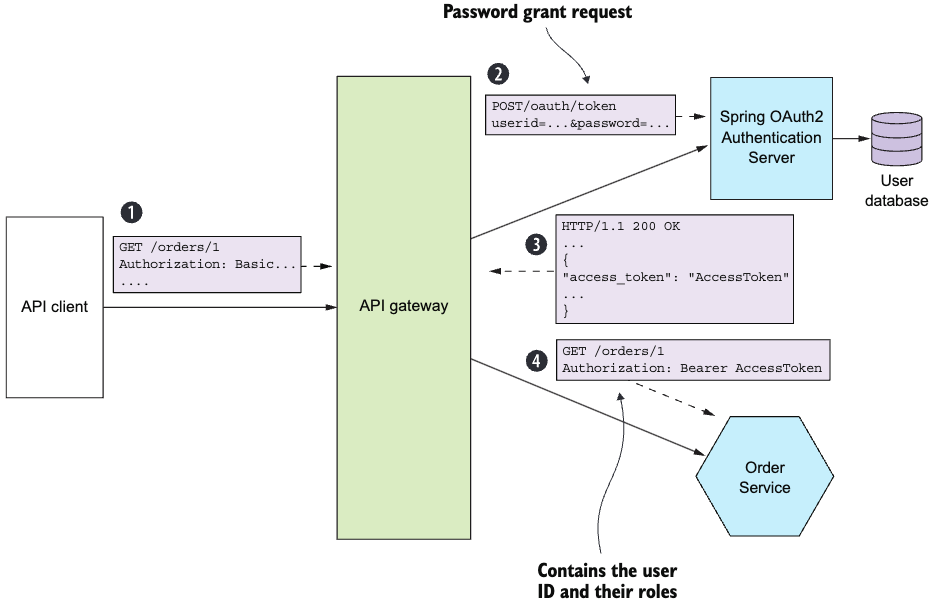 Password grant request
2
POST/oauth/token
userid=...&password=...
Spring OAuth2
Authentication
Server
User
database
1
GET /orders/1
Authorization: Basic...
....
API client
API gateway
3
HTTP/1.1 200 OK
...
{
"access_token": "AccessToken"
...
}
4
GET /orders/1
Authorization: Bearer AccessToken
Order
Service
Contains the user
ID and their roles